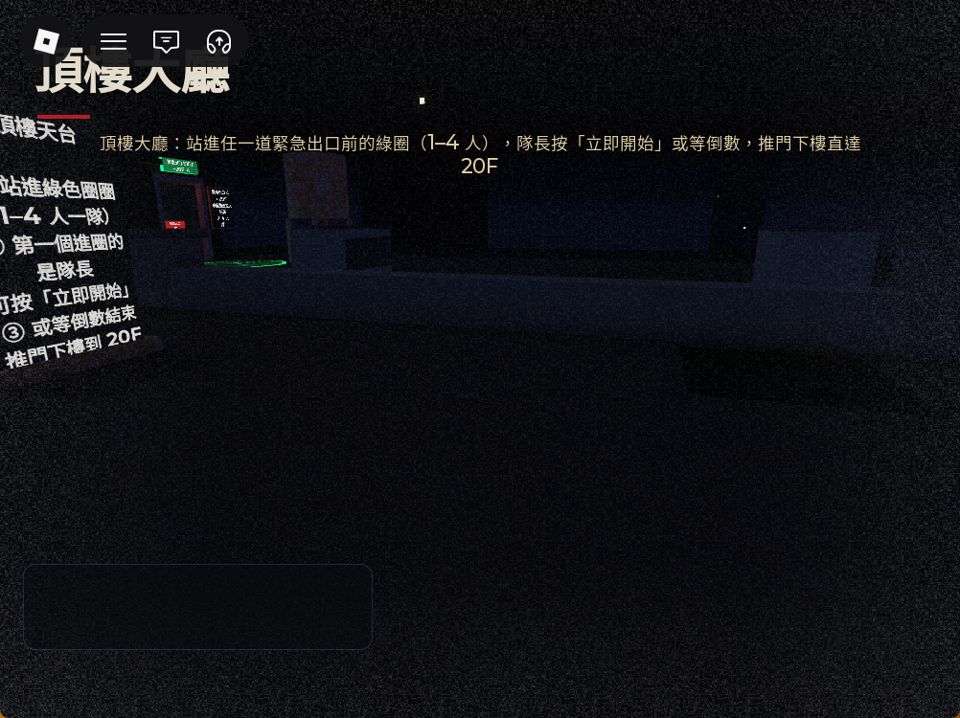 頂樓大廳
頂樓天台
頂樓大廳：站進任一道緊急出口前的綠圈（1–4 人），隊長按「立即開始」或等倒數，推門下樓直達
20F
站進綠色圈圈
1–4 人一隊）
第一個進圈的
是隊長
可按「立即開始」
③ 或等倒數結束
推門下樓到 20F